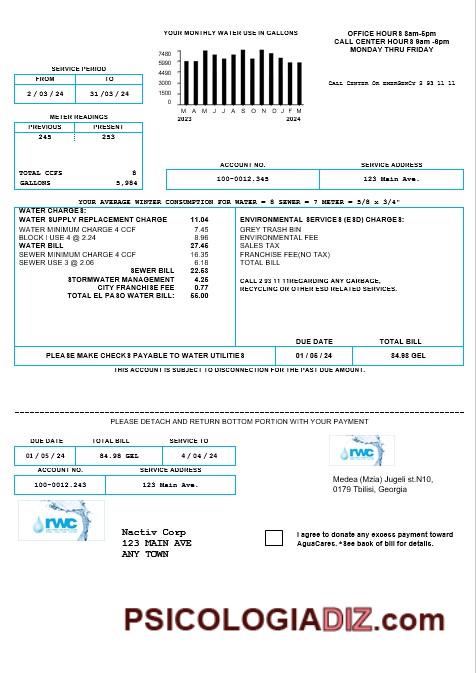 YOUR MONTHLY WATER USE IN GALLONS
OFFICE HOURS 8am-5pm
CALL CENTER HOURS 9am -6pm
MONDAY THRU FRIDAY
CALL CENTER OR EMERGENCY 2 93 11 11
7480
5990
4490
3000
1500
0
M A M J J A S O N D J F M
2023 2024
SERVICE PERIOD
FROM TO
2 / 03 / 24 31 /03 / 24
METER READINGS
PREVIOUS PRESENT
245 253
TOTAL CCFS 8
GALLONS 5,984
ACCOUNT NO. SERVICE ADDRESS
100-0012.345 123 Main Ave.
YOUR AVERAGE WINTER CONSUMPTION FOR WATER = 8 SEWER = 7 METER = 5/8 x 3/4"
WATER CHARGES:
WATER SUPPLY REPLACEMENT CHARGE 11.04
WATER MINIMUM CHARGE 4 CCF 7.45
BLOCK I USE 4 @ 2.24 8.96
WATER BILL 27.45
SEWER MINIMUM CHARGE 4 CCF 16.35
SEWER USE 3 @ 2.06 6.18
SEWER BILL 22.53
STORMWATER MANAGEMENT 4.25
CITY FRANCHISE FEE 0.77
TOTAL EL PASO WATER BILL: 55.00
ENVIRONMENTAL SERVICES (ESD) CHARGES:
GREY TRASH BIN
ENVIRONMENTAL FEE
SALES TAX
FRANCHISE FEE(NO TAX)
TOTAL BILL
CALL 2 93 11 11REGARDING ANY GARBAGE,
RECYCLING OR OTHER ESD RELATED SERVICES.
DUE DATE TOTAL BILL
PLEASE MAKE CHECKS PAYABLE TO WATER UTILITIES 01 / 05 / 24 84.98 GEL
THIS ACCOUNT IS SUBJECT TO DISCONNECTION FOR THE PAST DUE AMOUNT.
PLEASE DETACH AND RETURN BOTTOM PORTION WITH YOUR PAYMENT
DUE DATE TOTAL BILL SERVICE TO
01 / 05 / 24 84.98 GEL 4 / 04 / 24
ACCOUNT NO. SERVICE ADDRESS
100-0012.243 123 Main Ave.
rwc
Medea (Mzia) Jugeli st.N10,
0179 Tbilisi, Georgia
rwc
Nactiv Corp
123 MAIN AVE
ANY TOWN
I agree to donate any excess payment toward
AguaCares. *See back of bill for details.
PSICOLOGIADIZ.com